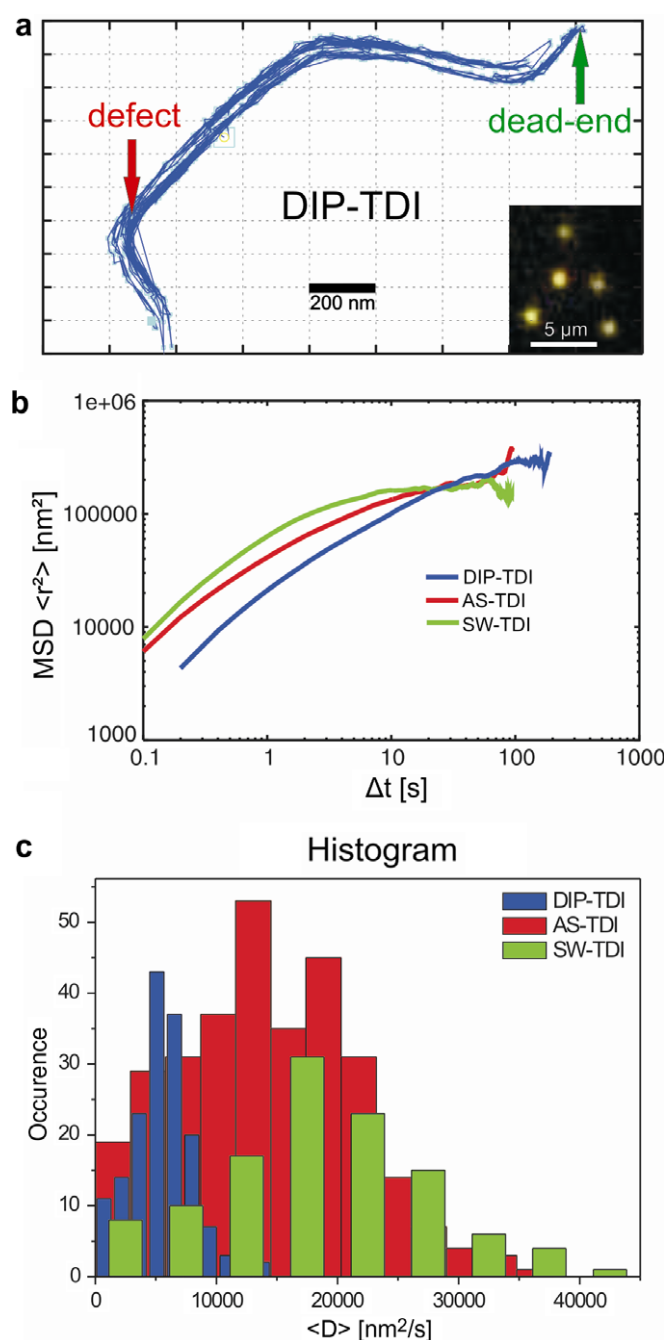 a
defect
dead-end
DIP-TDI
200 nm
5 µm
b
1e+06
100000
10000
1000
MSD <r²> [nm²]
DIP-TDI
AS-TDI
SW-TDI
0.1 1 10 100 1000
Δt [s]
c
Histogram
50
40
30
20
10
0
Occurence
DIP-TDI
AS-TDI
SW-TDI
0 10000 20000 30000 40000
<D> [nm²/s]